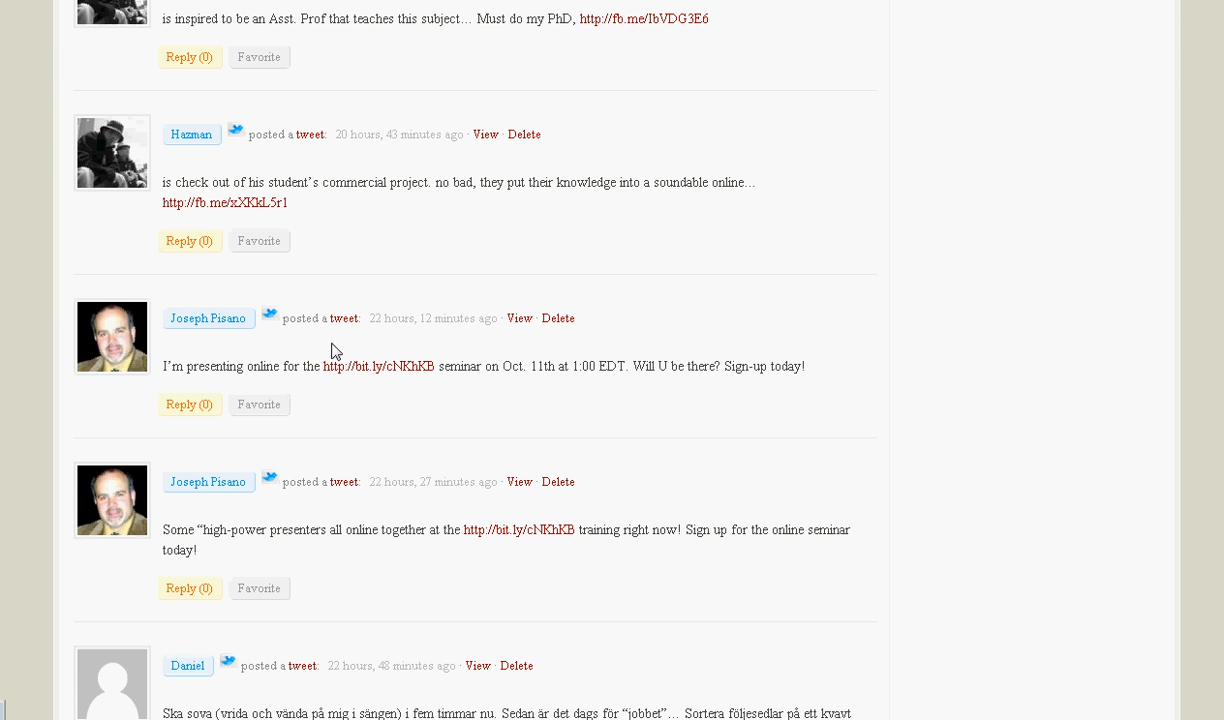 is inspired to be an Asst. Prof that teaches this subject... Must do my PhD, http://fb.me/IbVDG3E6
Reply (0) Favorite
Hazman posted a tweet: 20 hours, 43 minutes ago · View · Delete
is check out of his student's commercial project. no bad, they put their knowledge into a soundable online...
http://fb.me/xXKkL5r1
Reply (0) Favorite
Joseph Pisano posted a tweet: 22 hours, 12 minutes ago · View · Delete
I'm presenting online for the http://bit.ly/cNKhKB seminar on Oct. 11th at 1:00 EDT. Will U be there? Sign-up today!
Reply (0) Favorite
Joseph Pisano posted a tweet: 22 hours, 27 minutes ago · View · Delete
Some “high-power presenters all online together at the http://bit.ly/cNKhKB training right now! Sign up for the online seminar
today!
Reply (0) Favorite
Daniel posted a tweet: 22 hours, 48 minutes ago · View · Delete
Ska sova (vrida och vända på mig i sängen) i fem timmar nu. Sedan är det dags för “jobbet”... Sortera följesedlar på ett kvavt